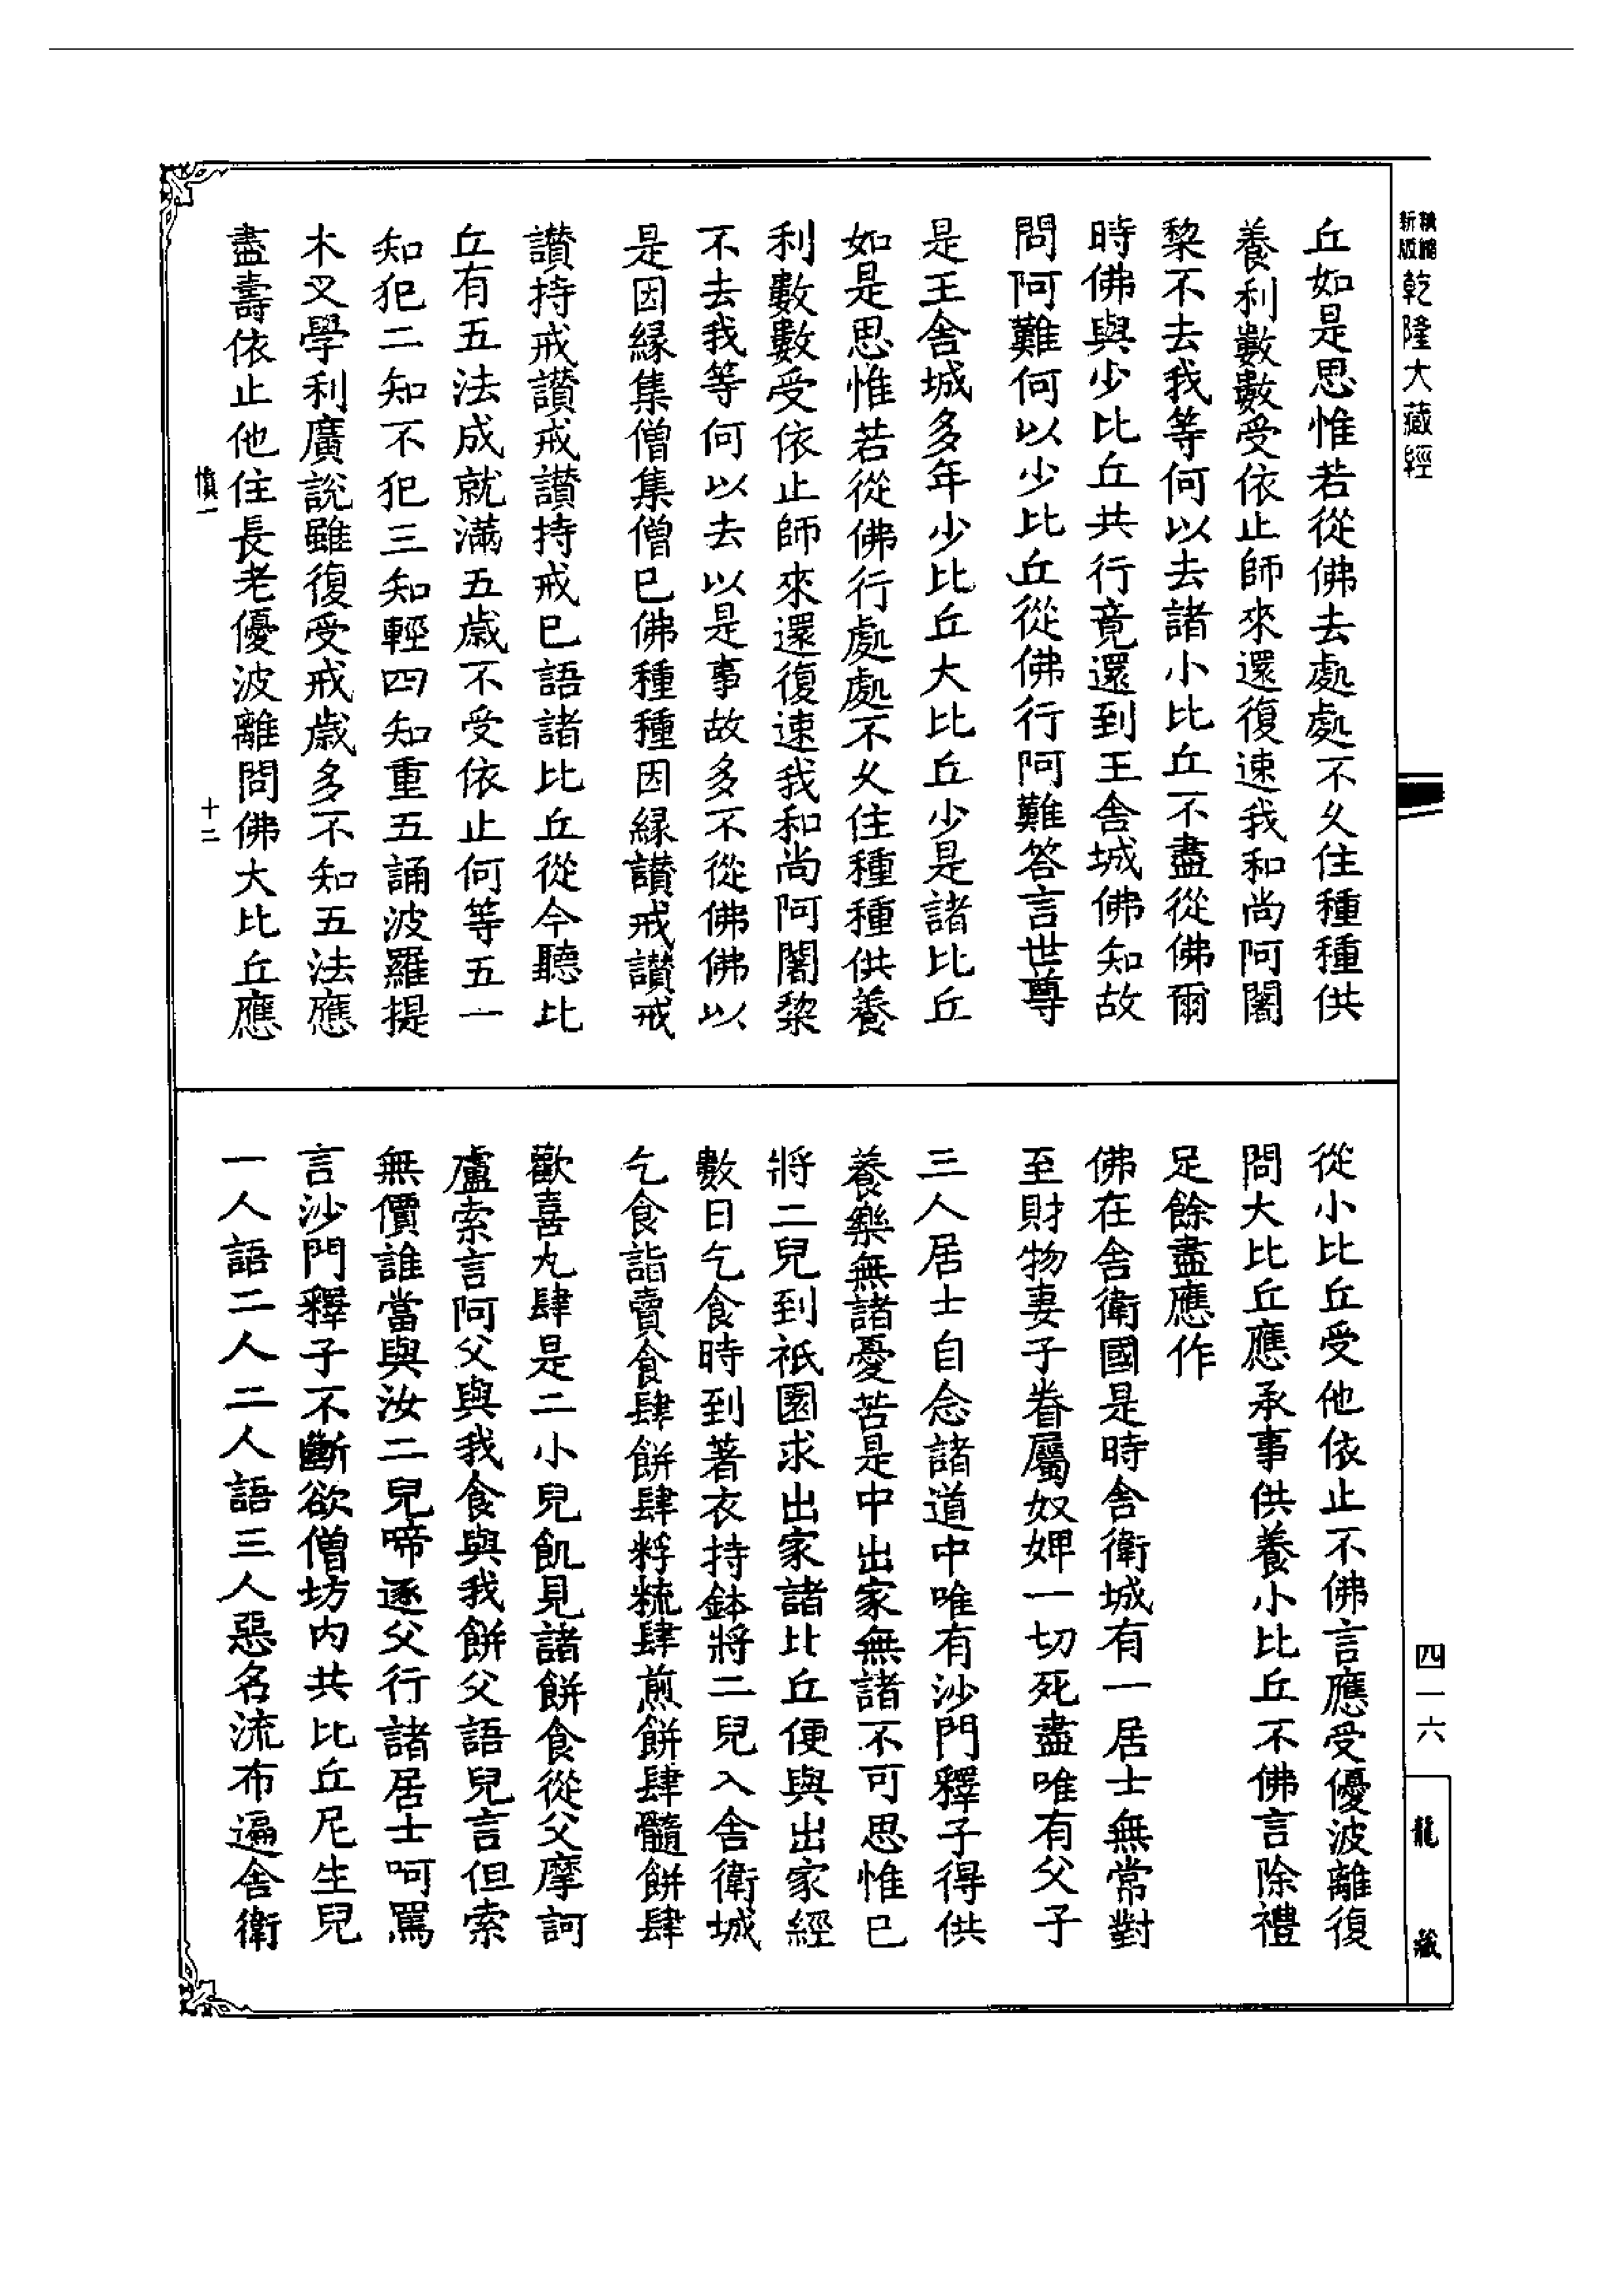 新版
精縮
乾隆大藏經
丘如是思惟若從佛去處處不久住種種供
養利數數受依止師來還復速我和尚阿闍
黎不去我等何以去諸小比丘不盡從佛爾
時佛與少比丘共行竟還到王舍城佛知故
問阿難何以少比丘從佛行阿難答言世尊
是王舍城多年少比丘大比丘少是諸比丘
如是思惟若從佛行處處不久住種種供養
利數數受依止師來還復速我和尚阿闍黎
不去我等何以去以是事故多不從佛佛以
是因緣集僧集僧已佛種種因緣讃戒讃戒
讃持戒讃戒讃持戒已語諸比丘從今聽比
丘有五法成就滿五歲不受依止何等五一
知犯二知不犯三知輕四知重五誦波羅提
木叉學利廣說雖復受戒歲多不知五法應
盡壽依止他住長老優波離問佛大比丘應
慎一
十二
從小比丘受他依止不佛言應受優波離復
問大比丘應承事供養小比丘不佛言除禮
足餘盡應作
佛在舍衛國是時舍衛城有一居士無常對
至財物妻子眷屬奴婢一切死盡唯有父子
三人居士自念諸道中唯有沙門釋子得供
養樂無諸憂苦是中出家無諸不可思惟已
將二兒到祇園求出家諸比丘便與出家經
數日乞食時到著衣持鉢將二兒入舍衛城
乞食詣賣食肆餅肆粰䊩肆煎餅肆髓餅肆
歡喜丸肆是二小兒飢見諸餅食從父摩訶
盧索言阿父與我食與我餅父語兒言但索
無價誰當與汝二兒啼逐父行諸居士呵罵
言沙門釋子不斷欲僧坊內共比丘尼生兒
一人語二人二人語三人惡名流布遍舍衛
四一六
龍藏